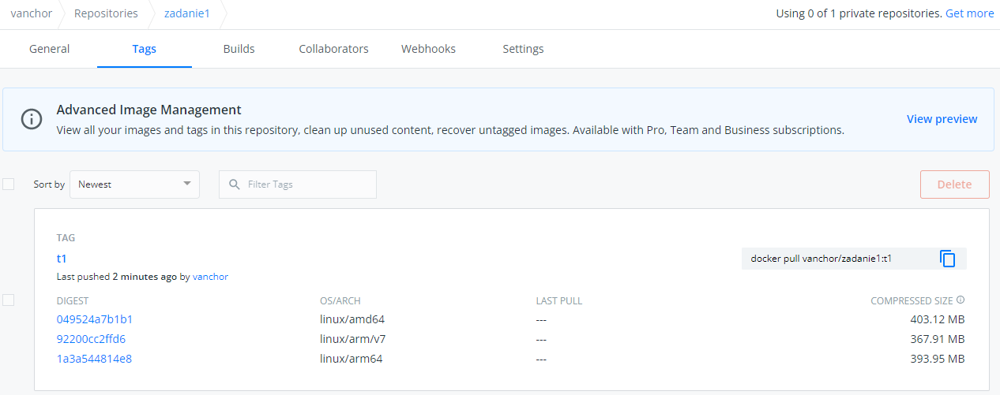 vanchor Repositories zadanie1 Using 0 of 1 private repositories. Get more
General Tags Builds Collaborators Webhooks Settings
Advanced Image Management
View all your images and tags in this repository, clean up unused content, recover untagged images. Available with Pro, Team and Business subscriptions.
View preview
Sort by Newest Filter Tags Delete
TAG
t1
docker pull vanchor/zadanie1:t1
Last pushed 2 minutes ago by vanchor
DIGEST OS/ARCH LAST PULL COMPRESSED SIZE
049524a7b1b1 linux/amd64 --- 403.12 MB
92200cc2ffd6 linux/arm/v7 --- 367.91 MB
1a3a544814e8 linux/arm64 --- 393.95 MB